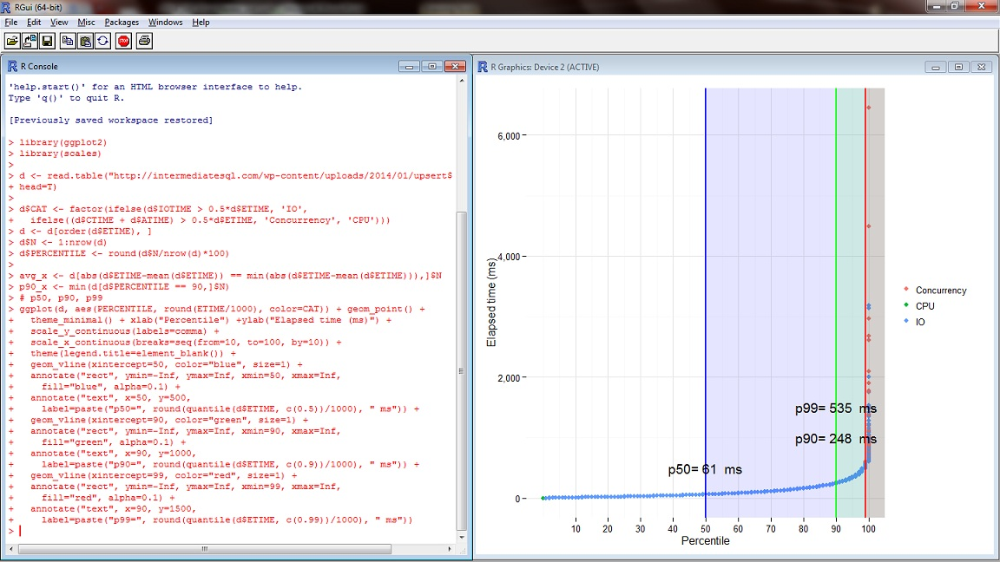 RGui (64-bit)
File Edit View Misc Packages Windows Help
STOP
R Console
'help.start()' for an HTML browser interface to help.
Type 'q()' to quit R.
[Previously saved workspace restored]
> library(ggplot2)
> library(scales)
>
> d <- read.table("http://intermediatesql.com/wp-content/uploads/2014/01/upsert$
+ head=T)
>
> d$CAT <- factor(ifelse(d$IOTIME > 0.5*d$ETIME, 'IO',
+   ifelse((d$CTIME + d$ATIME) > 0.5*d$ETIME, 'Concurrency', 'CPU')))
> d <- d[order(d$ETIME), ]
> d$N <- 1:nrow(d)
> d$PERCENTILE <- round(d$N/nrow(d)*100)
>
> avg_x <- d[abs(d$ETIME-mean(d$ETIME)) == min(abs(d$ETIME-mean(d$ETIME))),]$N
> p90_x <- min(d[d$PERCENTILE == 90,]$N)
> # p50, p90, p99
> ggplot(d, aes(PERCENTILE, round(ETIME/1000), color=CAT)) + geom_point() +
+   theme_minimal() + xlab("Percentile") +ylab("Elapsed time (ms)") +
+   scale_y_continuous(labels=comma) +
+   scale_x_continuous(breaks=seq(from=10, to=100, by=10)) +
+   theme(legend.title=element_blank()) +
+   geom_vline(xintercept=50, color="blue", size=1) +
+   annotate("rect", ymin=-Inf, ymax=Inf, xmin=50, xmax=Inf,
+     fill="blue", alpha=0.1) +
+   annotate("text", x=50, y=500,
+     label=paste("p50=", round(quantile(d$ETIME, c(0.5))/1000), " ms")) +
+   geom_vline(xintercept=90, color="green", size=1) +
+   annotate("rect", ymin=-Inf, ymax=Inf, xmin=90, xmax=Inf,
+     fill="green", alpha=0.1) +
+   annotate("text", x=90, y=1000,
+     label=paste("p90=", round(quantile(d$ETIME, c(0.9))/1000), " ms")) +
+   geom_vline(xintercept=99, color="red", size=1) +
+   annotate("rect", ymin=-Inf, ymax=Inf, xmin=99, xmax=Inf,
+     fill="red", alpha=0.1) +
+   annotate("text", x=90, y=1500,
+     label=paste("p99=", round(quantile(d$ETIME, c(0.99))/1000), " ms"))
>
R Graphics: Device 2 (ACTIVE)
6,000
4,000
2,000
0
Elapsed time (ms)
p99= 535  ms
p90= 248  ms
p50= 61  ms
10 20 30 40 50 60 70 80 90 100
Percentile
Concurrency
CPU
IO